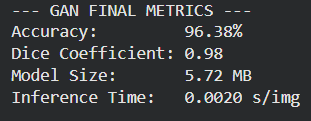 --- GAN FINAL METRICS ---
Accuracy: 96.38%
Dice Coefficient: 0.98
Model Size: 5.72 MB
Inference Time: 0.0020 s/img